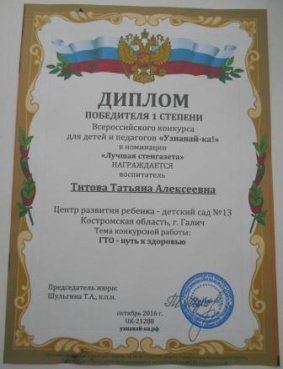 ДИПЛОМ
ПОБЕДИТЕЛЯ 1 СТЕПЕНИ
Всероссийского конкурса
для детей и педагогов «Узнавай-ка!»
в номинации
«Лучшая стенгазета»
НАГРАЖДАЕТСЯ
воспитатель
Титова Татьяна Алексеевна
Центр развития ребенка - детский сад №13
Костромская область, г. Галич
Тема конкурсной работы:
ГТО - путь к здоровью
Председатель жюри:
Шульгина Т.А., к.п.н.
октябрь 2016 г.
UK-21288
узнавай-ка.рф